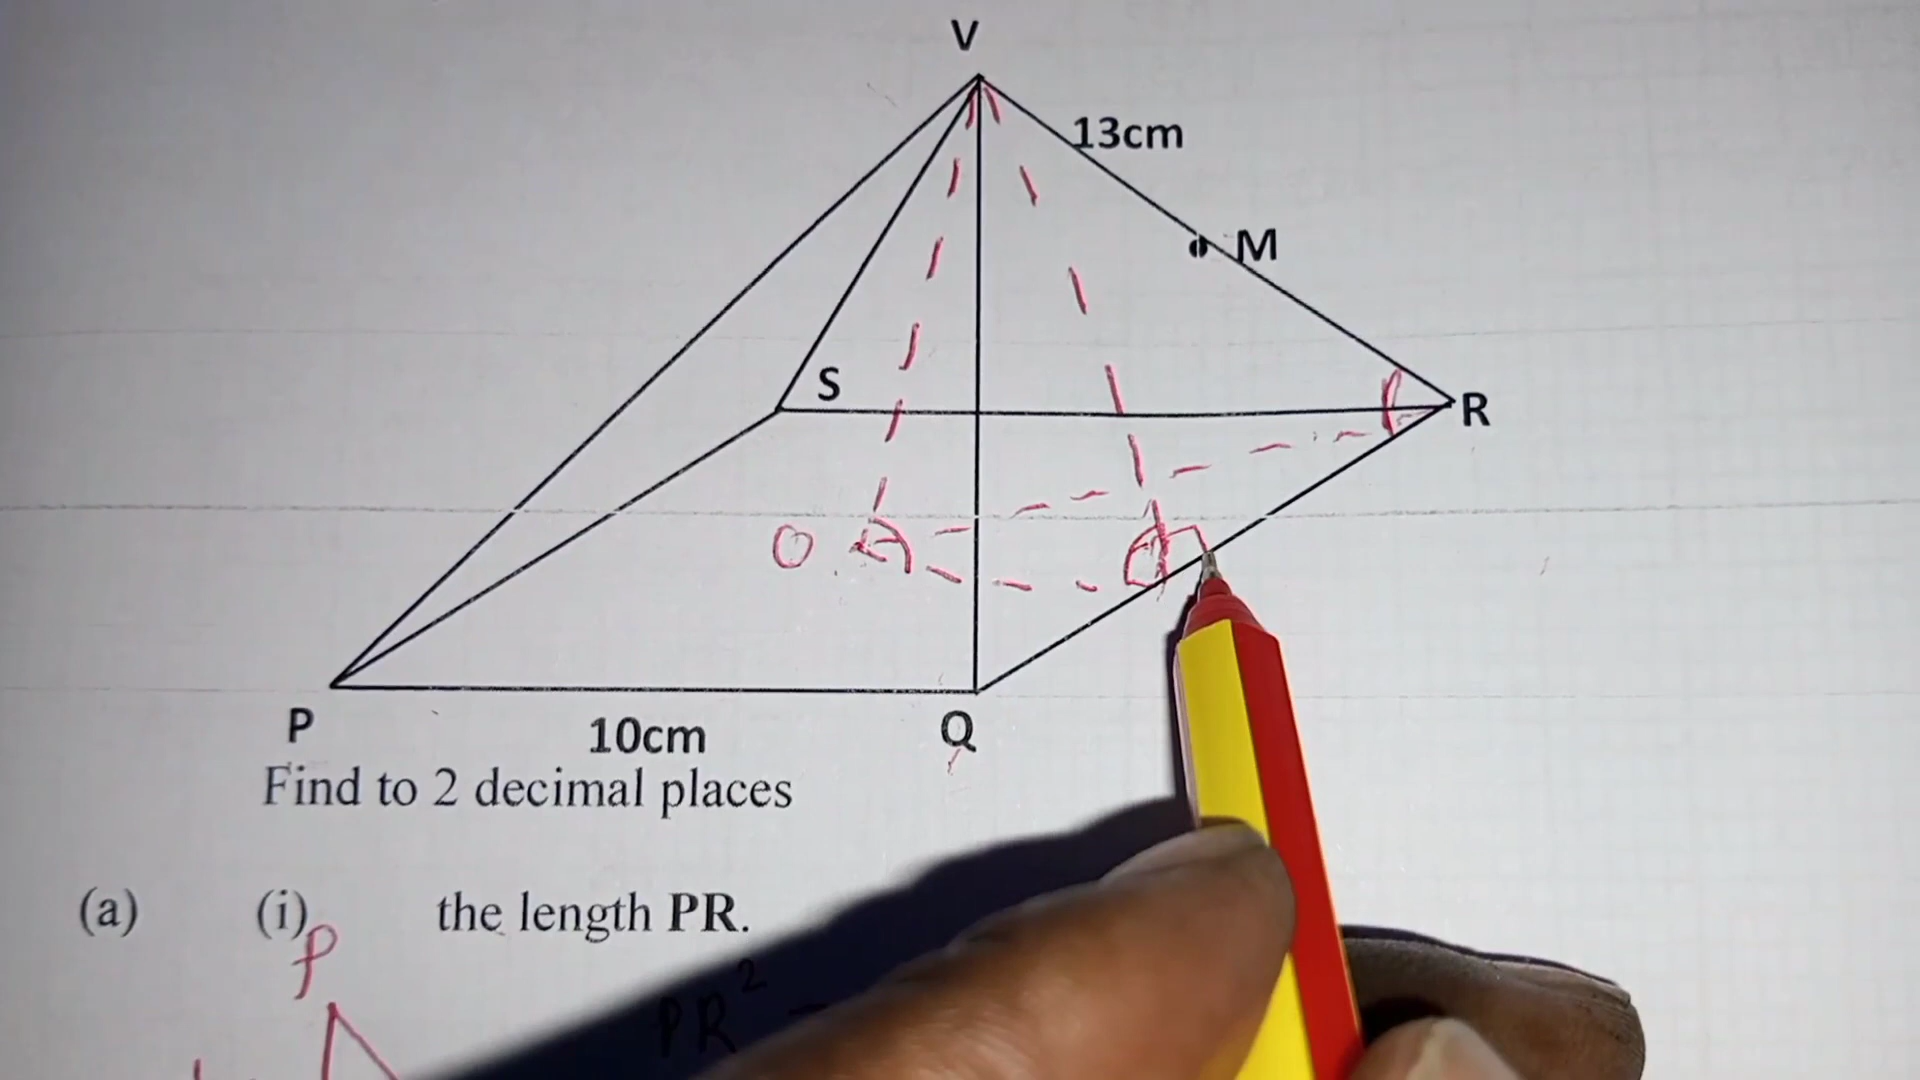 V
13cm
M
S
R
O
P
10cm
Q
Find to 2 decimal places
(a) (i) the length PR.
P
PR² =